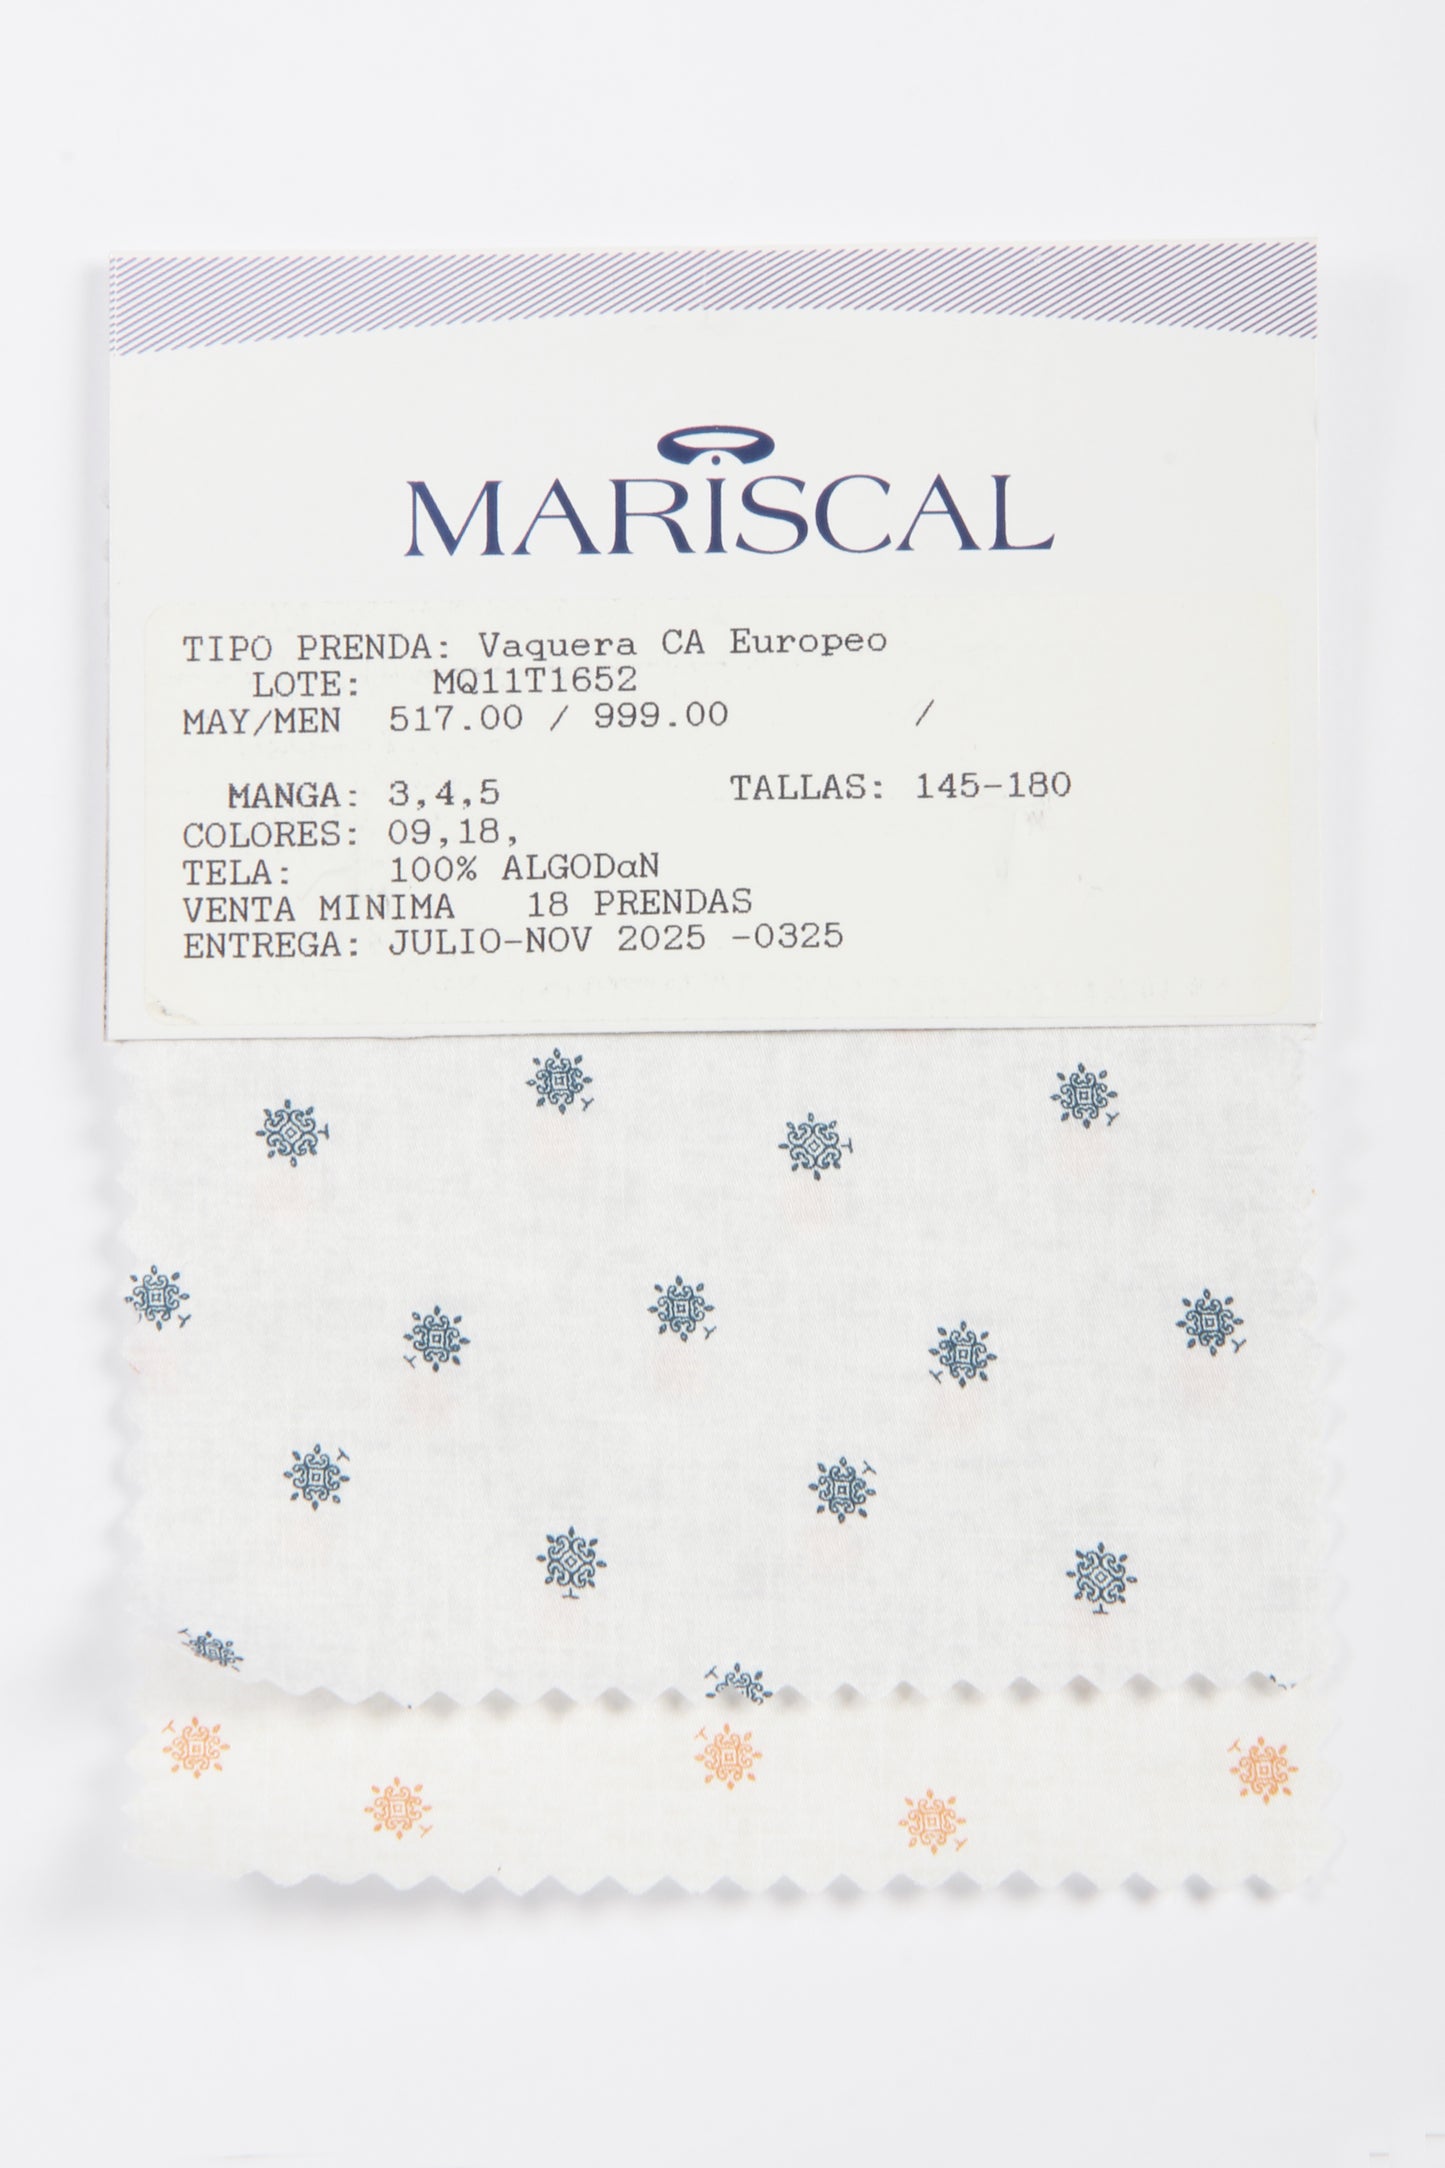 MARISCAL
TIPO PRENDA: Vaquera CA Europeo
LOTE: MQ11T1652
MAY/MEN 517.00 / 999.00 /
MANGA: 3,4,5 TALLAS: 145-180
COLORES: 09,18,
TELA: 100% ALGODαN
VENTA MINIMA 18 PRENDAS
ENTREGA: JULIO-NOV 2025 -0325